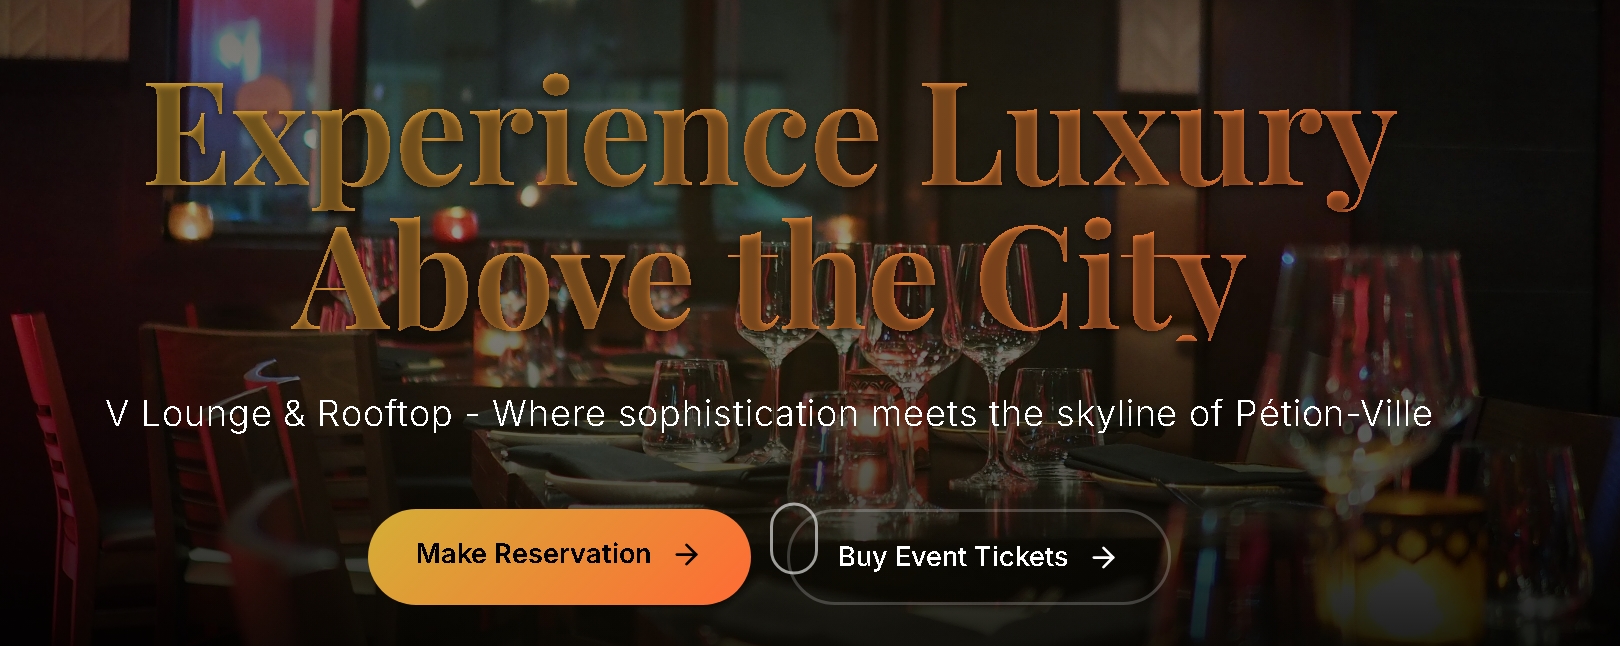 Experience Luxury
Above the City
V Lounge & Rooftop - Where sophistication meets the skyline of Pétion-Ville
Make Reservation →
Buy Event Tickets →